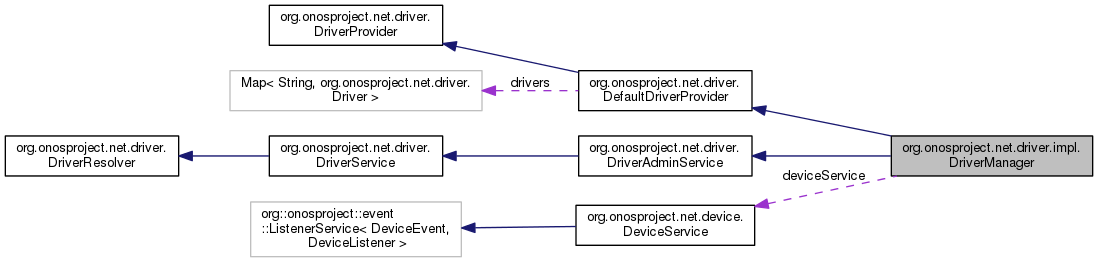 org.onosproject.net.driver.
DriverProvider
Map< String, org.onosproject.net.driver.
Driver >
drivers
org.onosproject.net.driver.
DefaultDriverProvider
org.onosproject.net.driver.
DriverResolver
org.onosproject.net.driver.
DriverService
org.onosproject.net.driver.
DriverAdminService
org.onosproject.net.driver.impl.
DriverManager
deviceService
org::onosproject::event
::ListenerService< DeviceEvent,
DeviceListener >
org.onosproject.net.device.
DeviceService